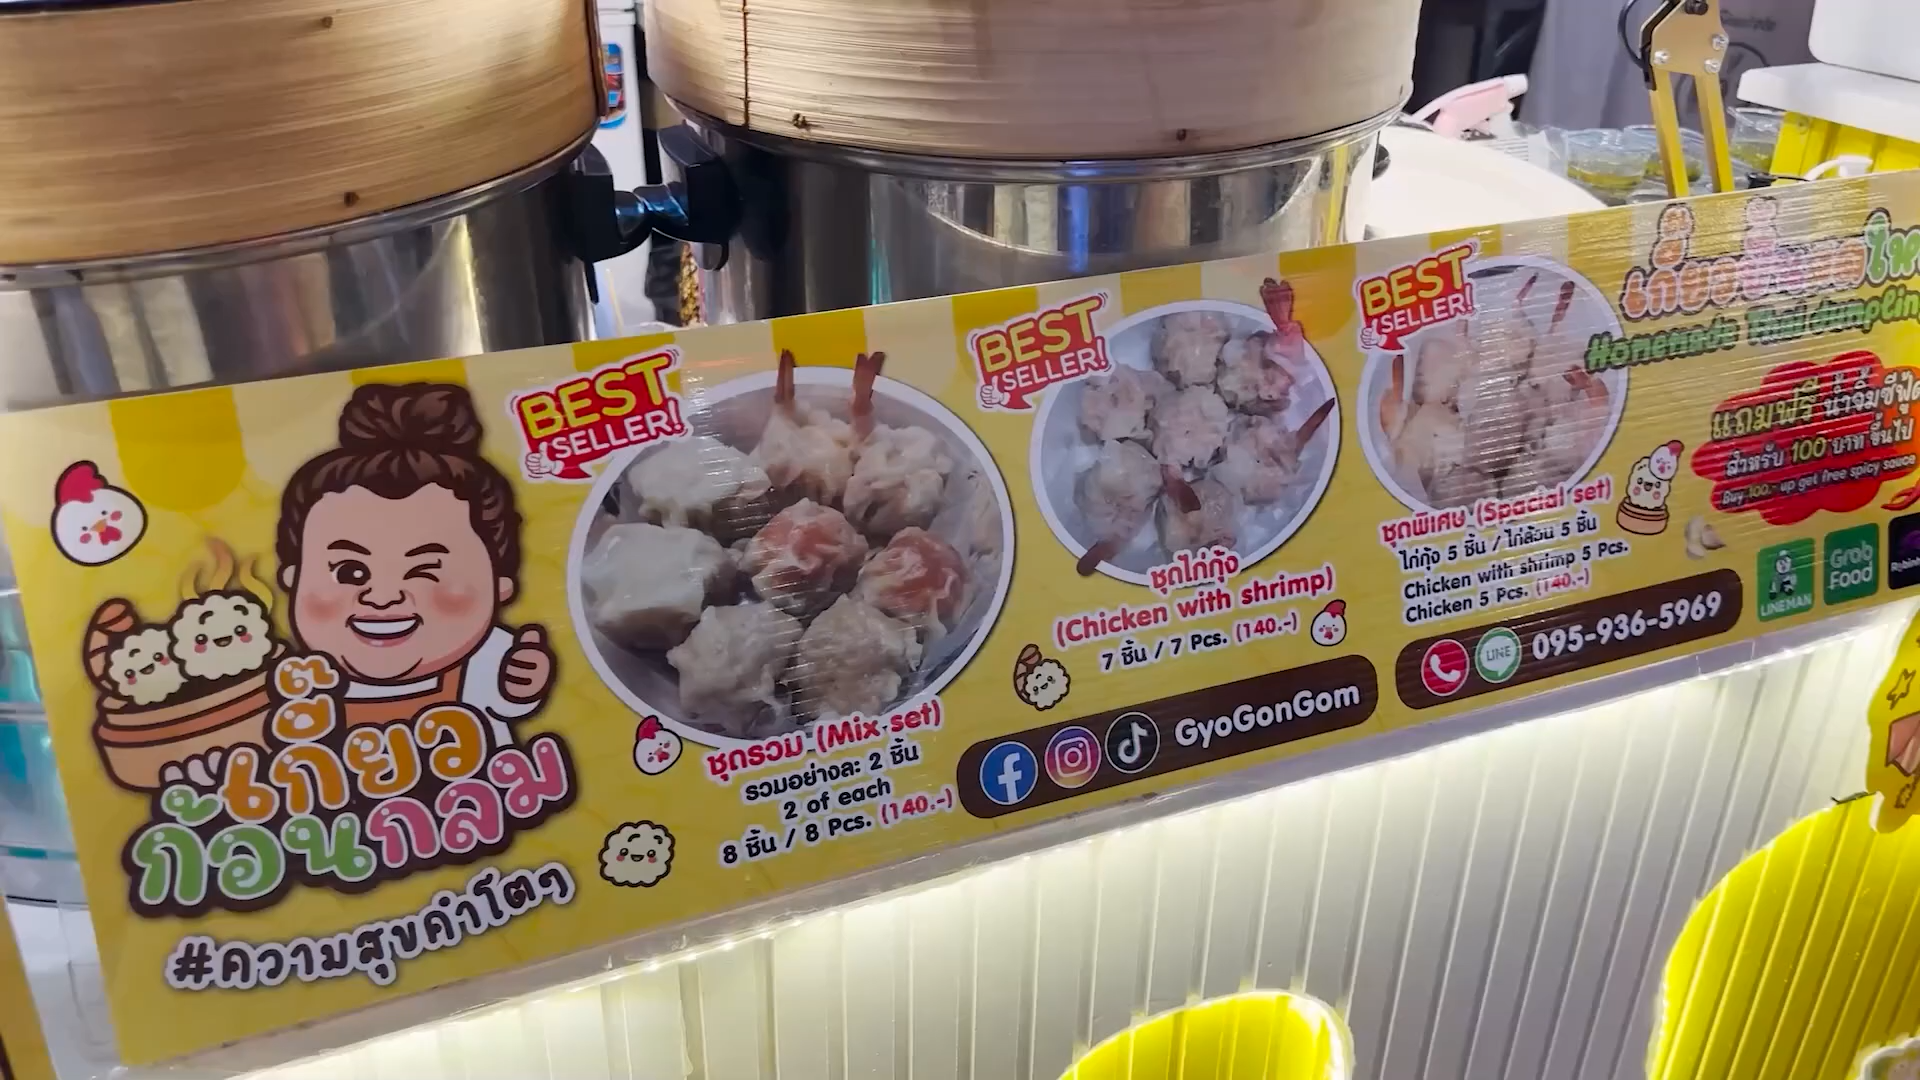 เกี๊ยว
ก้อนกลม
#ความสุขคำโตๆ
BEST
SELLER!
ชุดรวม (Mix set)
รวมอย่างละ 2 ชิ้น
2 of each
8 ชิ้น / 8 Pcs. (140.-)
BEST
SELLER!
ชุดไก่กุ้ง
(Chicken with shrimp)
7 ชิ้น / 7 Pcs. (140.-)
GyoGonGom
BEST
SELLER!
ชุดพิเศษ (Spacial set)
ไก่กุ้ง 5 ชิ้น / ไก่ล้วน 5 ชิ้น
Chicken with shrimp 5 Pcs.
Chicken 5 Pcs. (140.-)
LINE
095-936-5969
Homemade Thai dumpling
แถมฟรี น้ำจิ้มซีฟู้ด
สำหรับ 100 บาท ขึ้นไป
Buy 100.- up get free spicy sauce
LINEMAN
Grab
Food